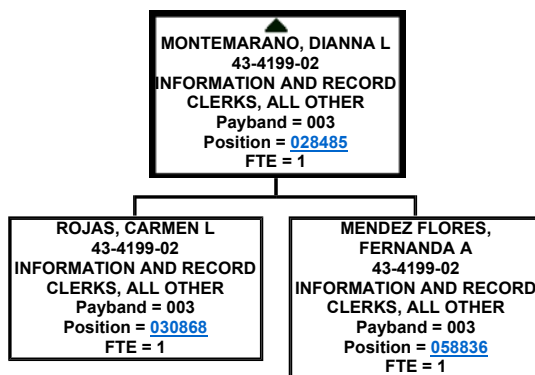 MONTEMARANO, DIANNA L
43-4199-02
INFORMATION AND RECORD
CLERKS, ALL OTHER
Payband = 003
Position = 028485
FTE = 1
ROJAS, CARMEN L
43-4199-02
INFORMATION AND RECORD
CLERKS, ALL OTHER
Payband = 003
Position = 030868
FTE = 1
MENDEZ FLORES,
FERNANDA A
43-4199-02
INFORMATION AND RECORD
CLERKS, ALL OTHER
Payband = 003
Position = 058836
FTE = 1